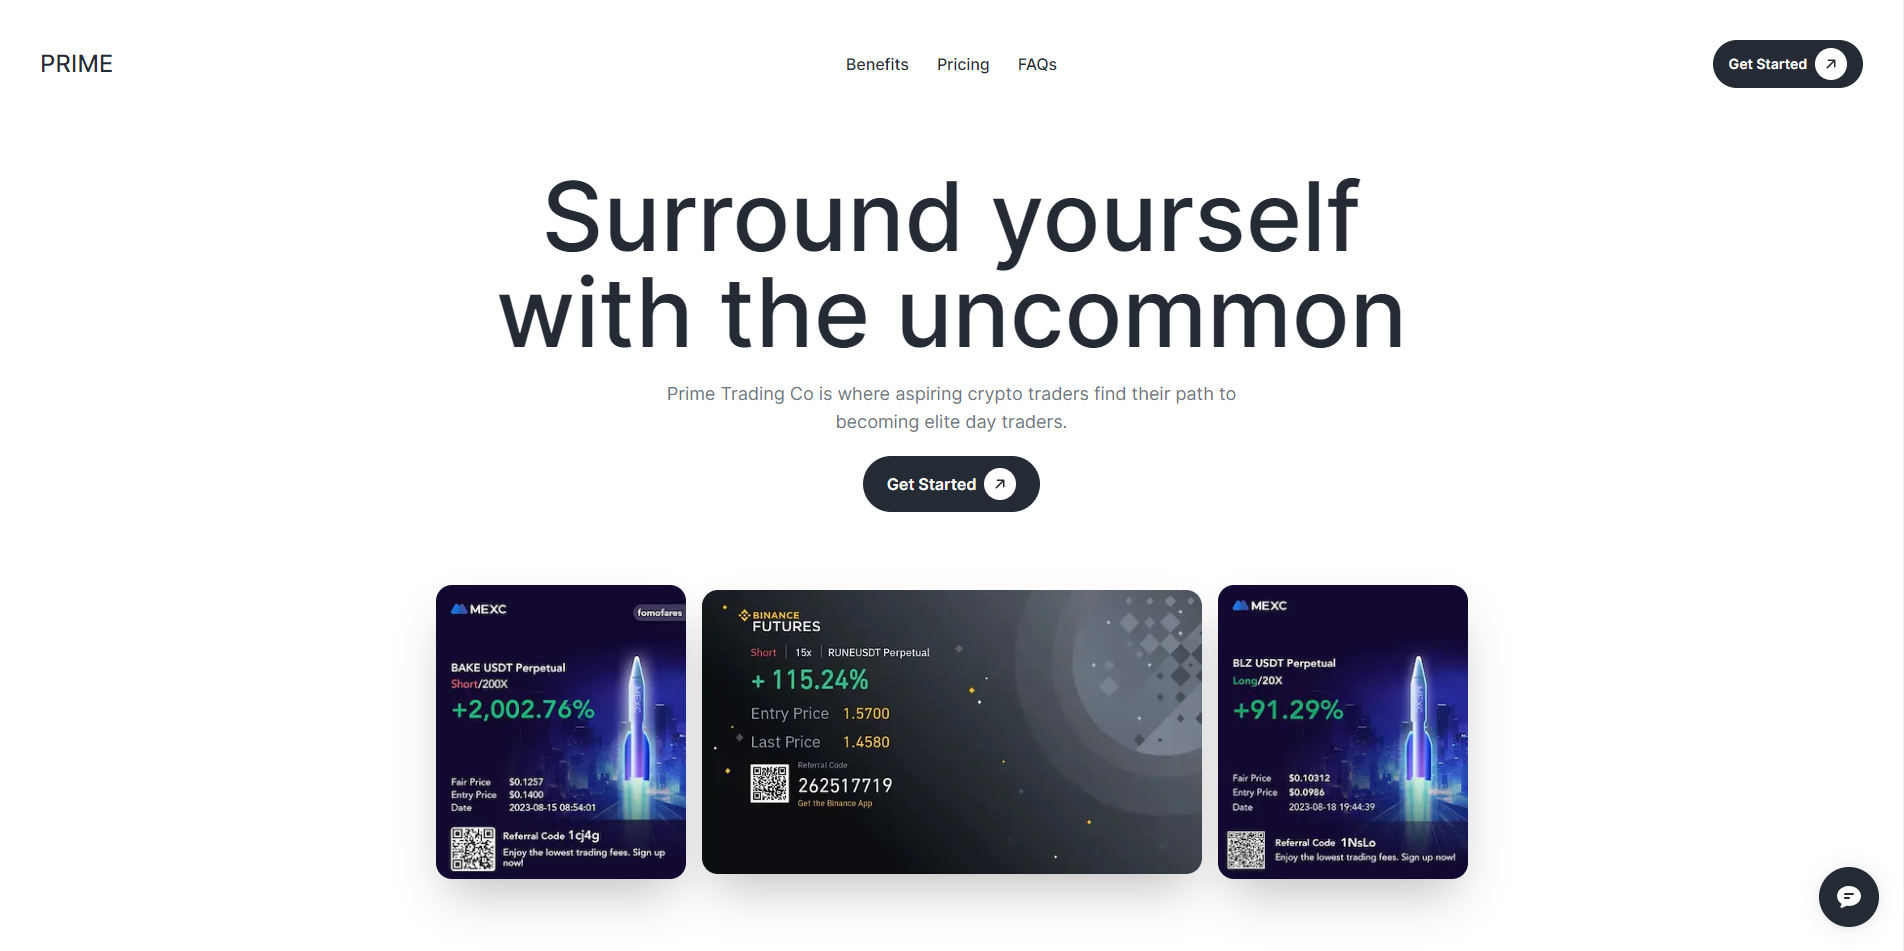 PRIME
Benefits
Pricing
FAQs
Get Started
Surround yourself
with the uncommon
Prime Trading Co is where aspiring crypto traders find their path to
becoming elite day traders.
Get Started
MEXC
fomofares
BAKE USDT Perpetual
Short/200X
+2,002.76%
Fair Price $0.1257
Entry Price $0.1400
Date 2023-08-15 08:54:01
Referral Code 1cj4g
Enjoy the lowest trading fees. Sign up
now!
BINANCE
FUTURES
Short | 15x | RUNEUSDT Perpetual
+ 115.24%
Entry Price 1.5700
Last Price 1.4580
Referral Code
262517719
Get the Binance App
MEXC
BLZ USDT Perpetual
Long/20X
+91.29%
Fair Price $0.10312
Entry Price $0.0986
Date 2023-08-18 19:44:39
Referral Code 1NsLo
Enjoy the lowest trading fees. Sign up now!